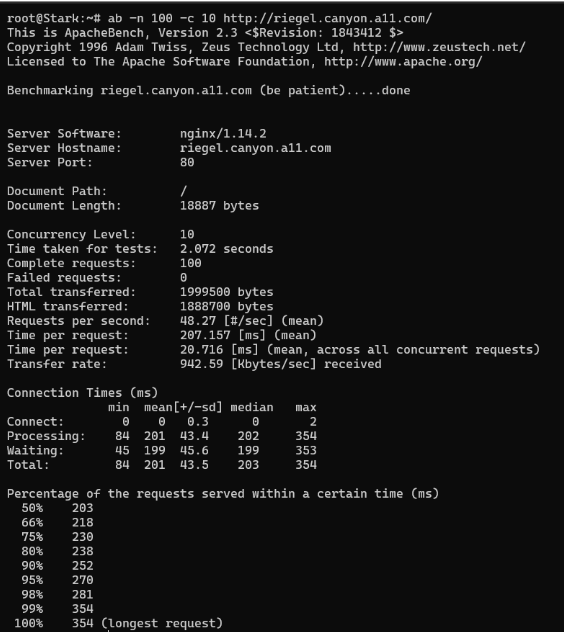 root@Stark:~# ab -n 100 -c 10 http://riegel.canyon.a11.com/
This is ApacheBench, Version 2.3 <$Revision: 1843412 $>
Copyright 1996 Adam Twiss, Zeus Technology Ltd, http://www.zeustech.net/
Licensed to The Apache Software Foundation, http://www.apache.org/
Benchmarking riegel.canyon.a11.com (be patient).....done
Server Software:        nginx/1.14.2
Server Hostname:        riegel.canyon.a11.com
Server Port:            80
Document Path:          /
Document Length:        18887 bytes
Concurrency Level:      10
Time taken for tests:   2.072 seconds
Complete requests:      100
Failed requests:        0
Total transferred:      1999500 bytes
HTML transferred:       1888700 bytes
Requests per second:    48.27 [#/sec] (mean)
Time per request:       207.157 [ms] (mean)
Time per request:       20.716 [ms] (mean, across all concurrent requests)
Transfer rate:          942.59 [Kbytes/sec] received
Connection Times (ms)
              min  mean[+/-sd] median   max
Connect:        0    0   0.3      0       2
Processing:    84  201  43.4    202     354
Waiting:       45  199  45.6    199     353
Total:         84  201  43.5    203     354
Percentage of the requests served within a certain time (ms)
  50%    203
  66%    218
  75%    230
  80%    238
  90%    252
  95%    270
  98%    281
  99%    354
 100%    354 (longest request)